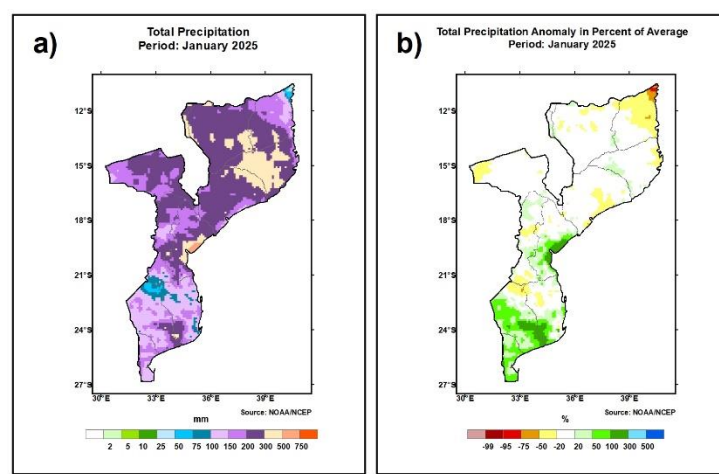 a)
Total Precipitation
Period: January 2025
12°S
15°S
18°S
21°S
24°S
27°S
30°E
33°E
36°E
39°E
Source: NOAA/NCEP
mm
2 5 10 25 50 75 100 150 200 300 500 750
b)
Total Precipitation Anomaly in Percent of Average
Period: January 2025
12°S
15°S
18°S
21°S
24°S
27°S
30°E
33°E
36°E
39°E
Source: NOAA/NCEP
%
-99 -95 -75 -50 -20 20 50 100 300 500